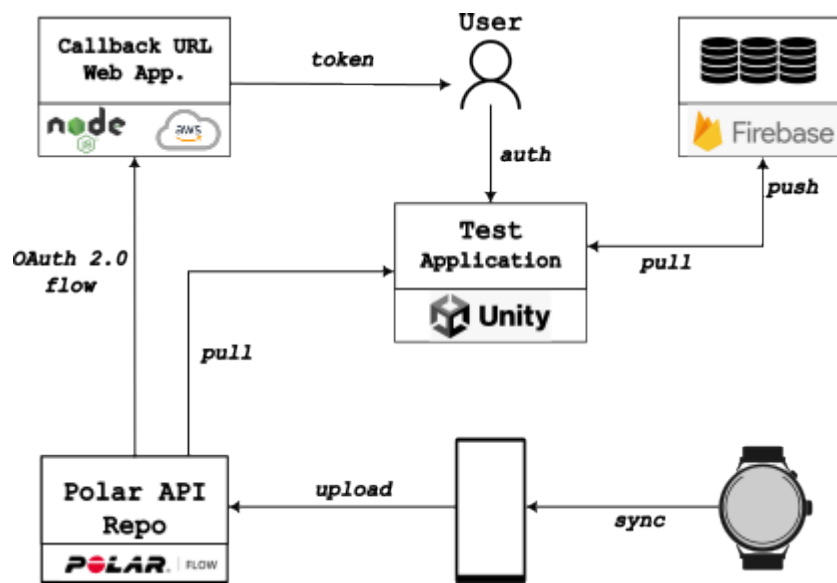 Callback URL
Web App.
node
JS
aws
token
User
auth
Firebase
push
pull
Test
Application
Unity
OAuth 2.0
flow
pull
Polar API
Repo
POLAR. | FLOW
upload
sync